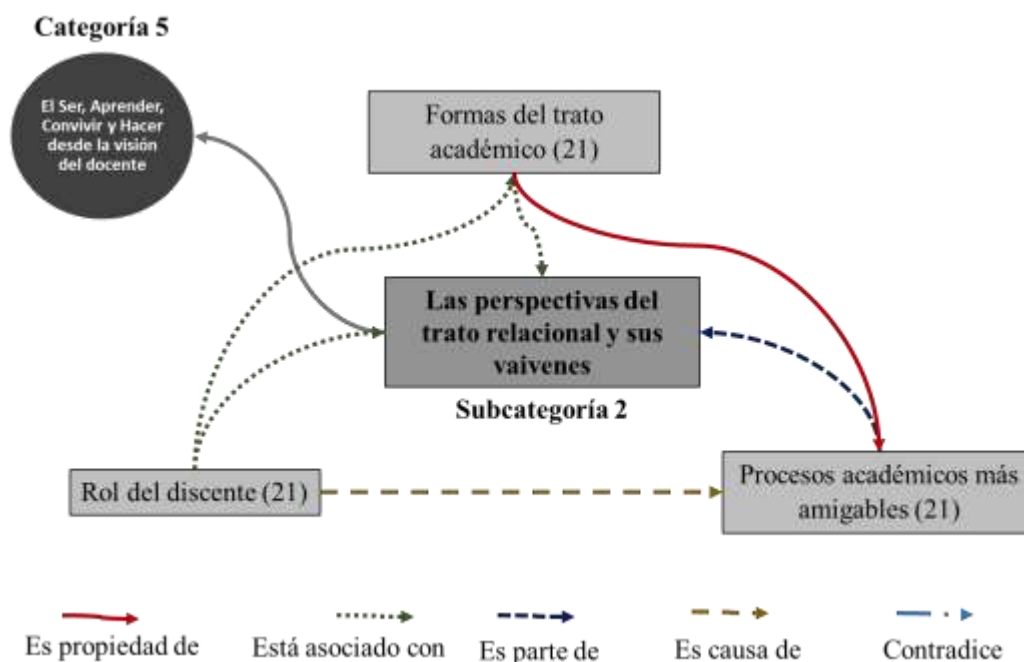 Categoría 5
El Ser, Aprender,
Convivir y Hacer
desde la visión
del docente
Formas del trato
académico (21)
Las perspectivas del
trato relacional y sus
vaivenes
Subcategoría 2
Rol del discente (21)
Procesos académicos más
amigables (21)
Es propiedad de
Está asociado con
Es parte de
Es causa de
Contradice